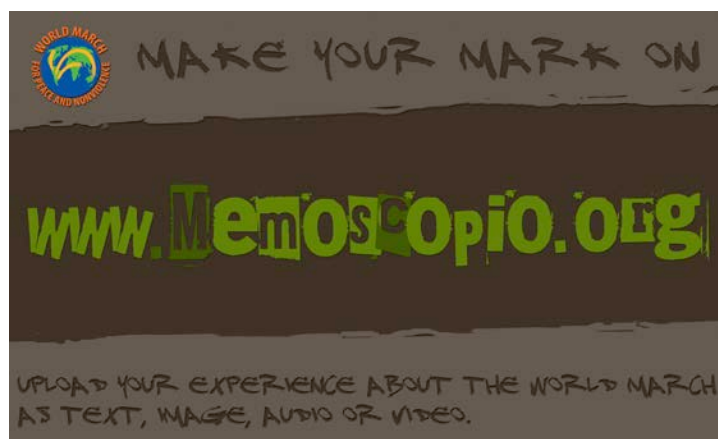 WORLD MARCH
FOR PEACE AND NONVIOLENCE
MAKE YOUR MARK ON
www.Memoscopio.org
UPLOAD YOUR EXPERIENCE ABOUT THE WORLD MARCH
AS TEXT, IMAGE, AUDIO OR VIDEO.